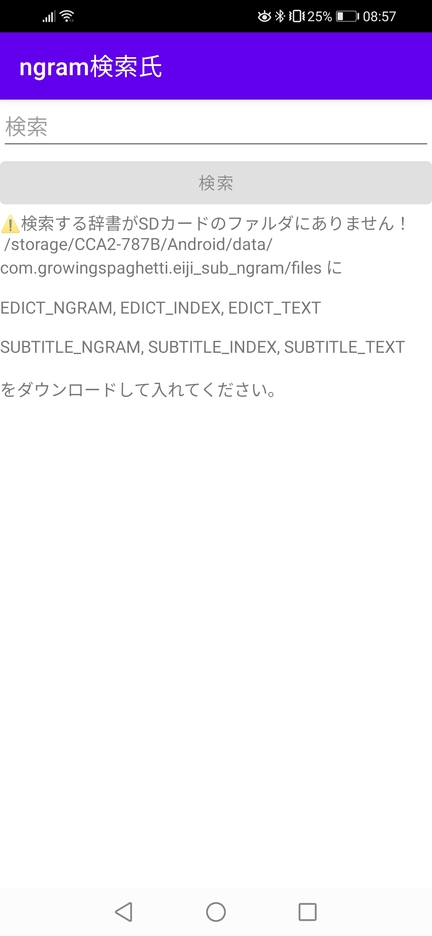 25% 08:57
ngram検索氏
検索
検索
⚠️検索する辞書がSDカードのファルダにありません！
/storage/CCA2-787B/Android/data/
com.growingspaghetti.eiji_sub_ngram/files に
EDICT_NGRAM, EDICT_INDEX, EDICT_TEXT
SUBTITLE_NGRAM, SUBTITLE_INDEX, SUBTITLE_TEXT
をダウンロードして入れてください。